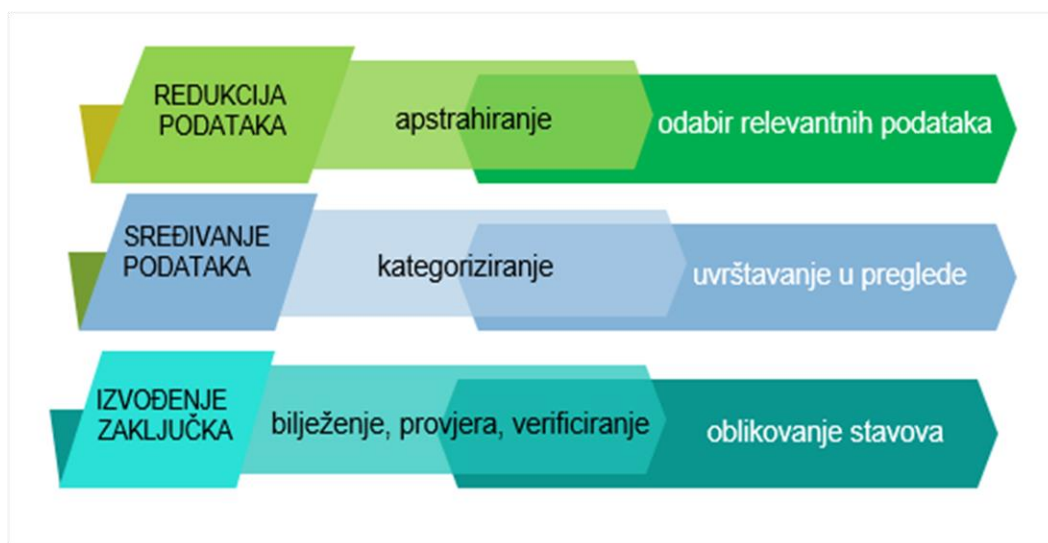 REDUKCIJA
PODATAKA
apstrahiranje
odabir relevantnih podataka
SREĐIVANJE
PODATAKA
kategoriziranje
uvrštavanje u preglede
IZVOĐENJE
ZAKLJUČKA
bilježenje, provjera, verificiranje
oblikovanje stavova